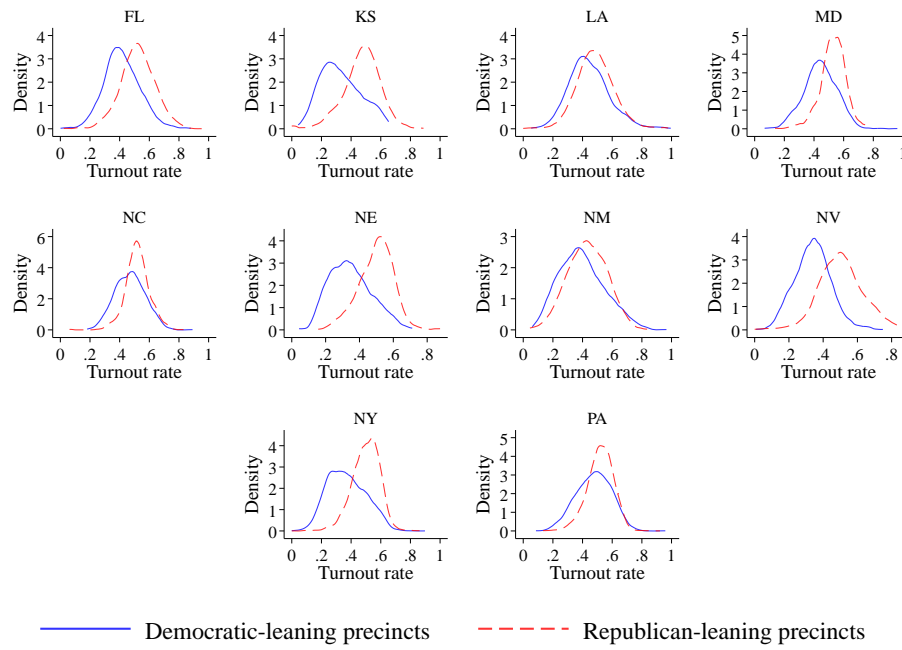 FL KS LA MD
Density 0 1 2 3 4 0 .2 .4 .6 .8 1 Turnout rate
Density 0 1 2 3 4 0 .2 .4 .6 .8 1 Turnout rate
Density 0 1 2 3 4 0 .2 .4 .6 .8 1 Turnout rate
Density 0 1 2 3 4 5 0 .2 .4 .6 .8 1 Turnout rate
NC NE NM NV
Density 0 2 4 6 0 .2 .4 .6 .8 1 Turnout rate
Density 0 1 2 3 4 0 .2 .4 .6 .8 Turnout rate
Density 0 1 2 3 0 .2 .4 .6 .8 1 Turnout rate
Density 0 1 2 3 4 0 .2 .4 .6 .8 Turnout rate
NY PA
Density 0 1 2 3 4 0 .2 .4 .6 .8 1 Turnout rate
Density 0 1 2 3 4 5 0 .2 .4 .6 .8 1 Turnout rate
Democratic-leaning precincts Republican-leaning precincts